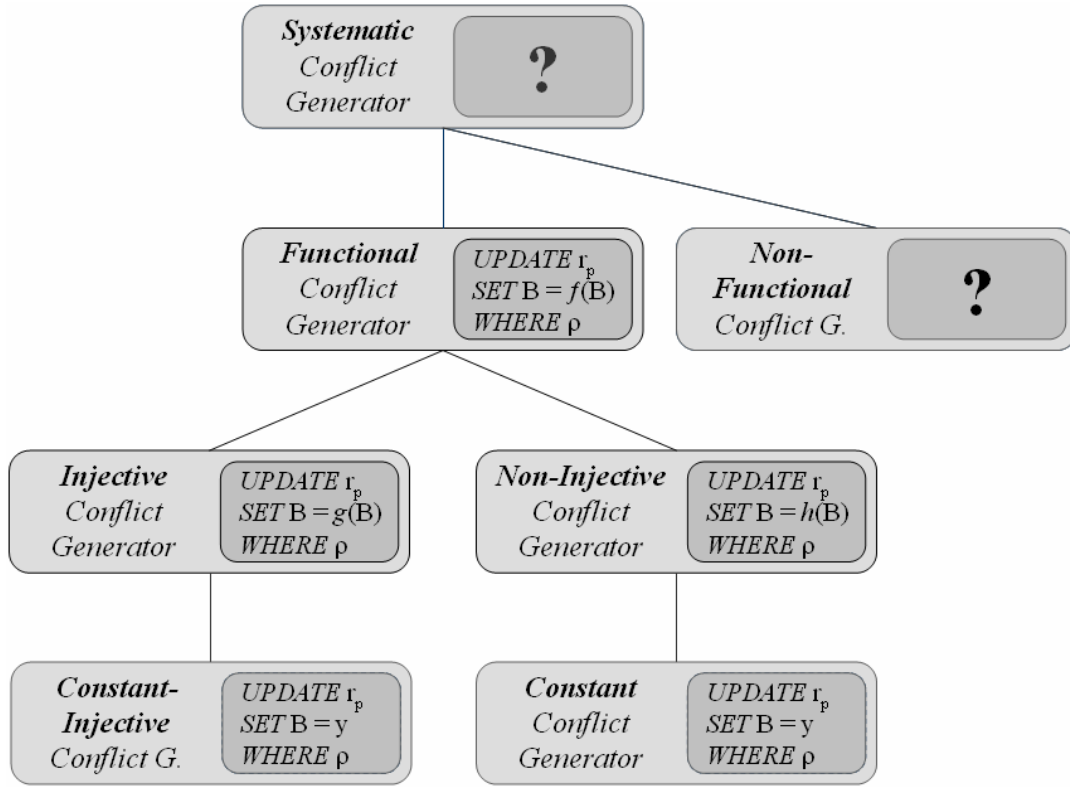 Systematic
Conflict
Generator
?
Functional
Conflict
Generator
UPDATE rp
SET B = f(B)
WHERE ρ
Non-
Functional
Conflict G.
?
Injective
Conflict
Generator
UPDATE rp
SET B = g(B)
WHERE ρ
Non-Injective
Conflict
Generator
UPDATE rp
SET B = h(B)
WHERE ρ
Constant-
Injective
Conflict G.
UPDATE rp
SET B = y
WHERE ρ
Constant
Conflict
Generator
UPDATE rp
SET B = y
WHERE ρ